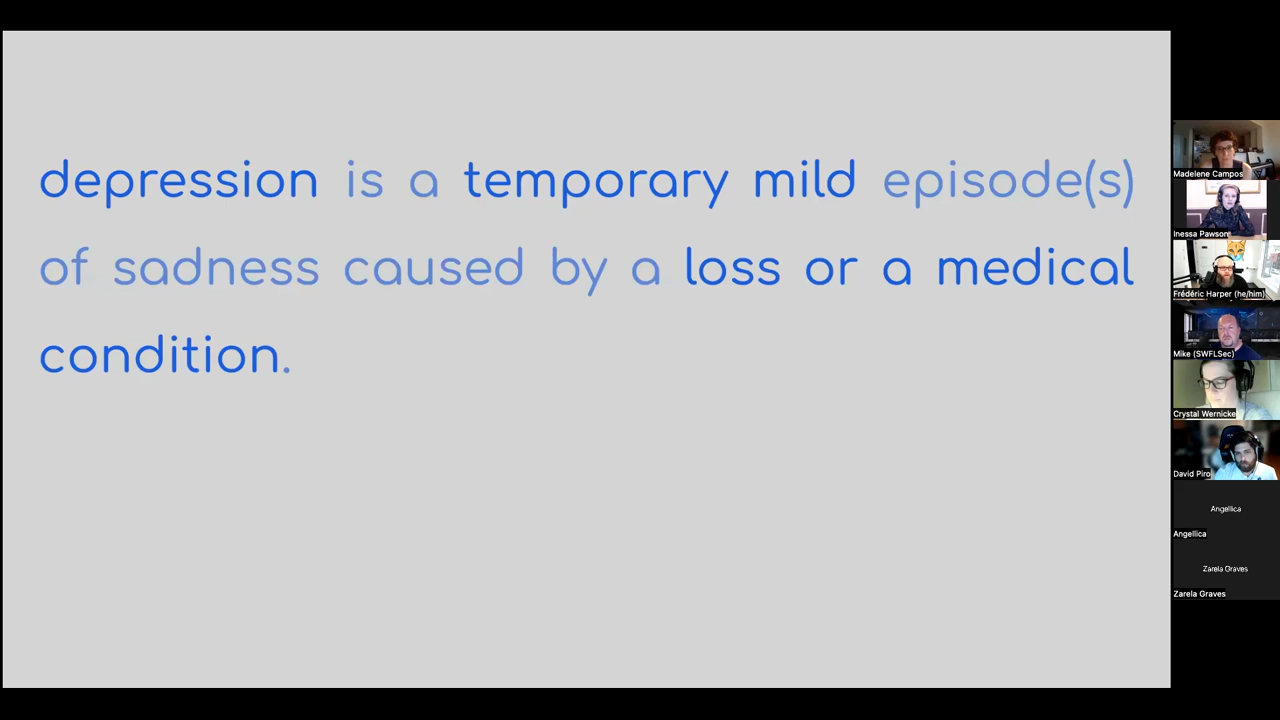 depression is a temporary mild episode(s)
of sadness caused by a loss or a medical
condition.
Madelene Campos
Inessa Pawson
Frédéric Harper (he/him)
Mike (SWFLSec)
Crystal Wernicke
David Piro
Angellica
Angellica
Zarela Graves
Zarela Graves